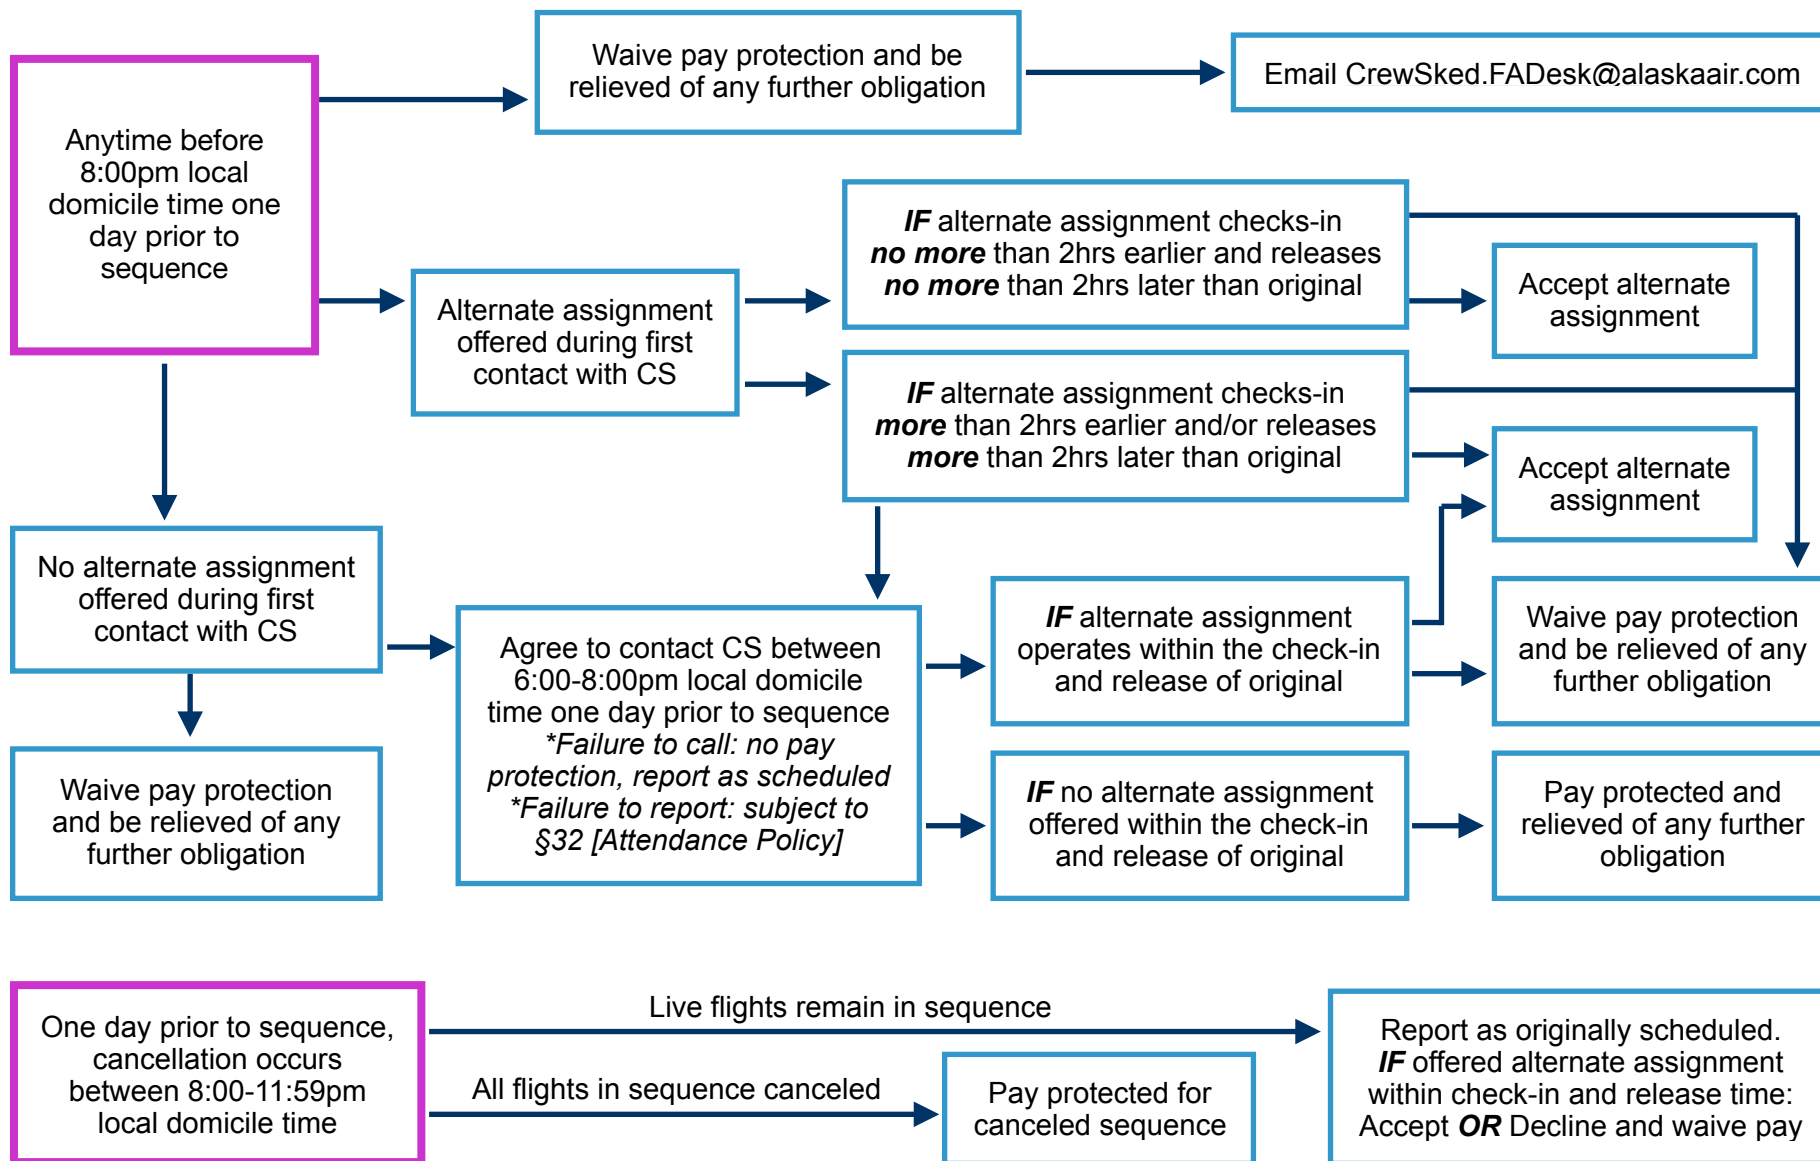 Waive pay protection and be
relieved of any further obligation
Email CrewSked.FADesk@alaskaair.com
Anytime before
8:00pm local
domicile time one
day prior to
sequence
Alternate assignment
offered during first
contact with CS
IF alternate assignment checks-in
no more than 2hrs earlier and releases
no more than 2hrs later than original
Accept alternate
assignment
IF alternate assignment checks-in
more than 2hrs earlier and/or releases
more than 2hrs later than original
Accept alternate
assignment
No alternate assignment
offered during first
contact with CS
Waive pay protection
and be relieved of any
further obligation
Agree to contact CS between
6:00-8:00pm local domicile
time one day prior to sequence
*Failure to call: no pay
protection, report as scheduled
*Failure to report: subject to
§32 [Attendance Policy]
IF alternate assignment
operates within the check-in
and release of original
Waive pay protection
and be relieved of any
further obligation
IF no alternate assignment
offered within the check-in
and release of original
Pay protected and
relieved of any further
obligation
One day prior to sequence,
cancellation occurs
between 8:00-11:59pm
local domicile time
Live flights remain in sequence
All flights in sequence canceled
Pay protected for
canceled sequence
Report as originally scheduled.
IF offered alternate assignment
within check-in and release time:
Accept OR Decline and waive pay